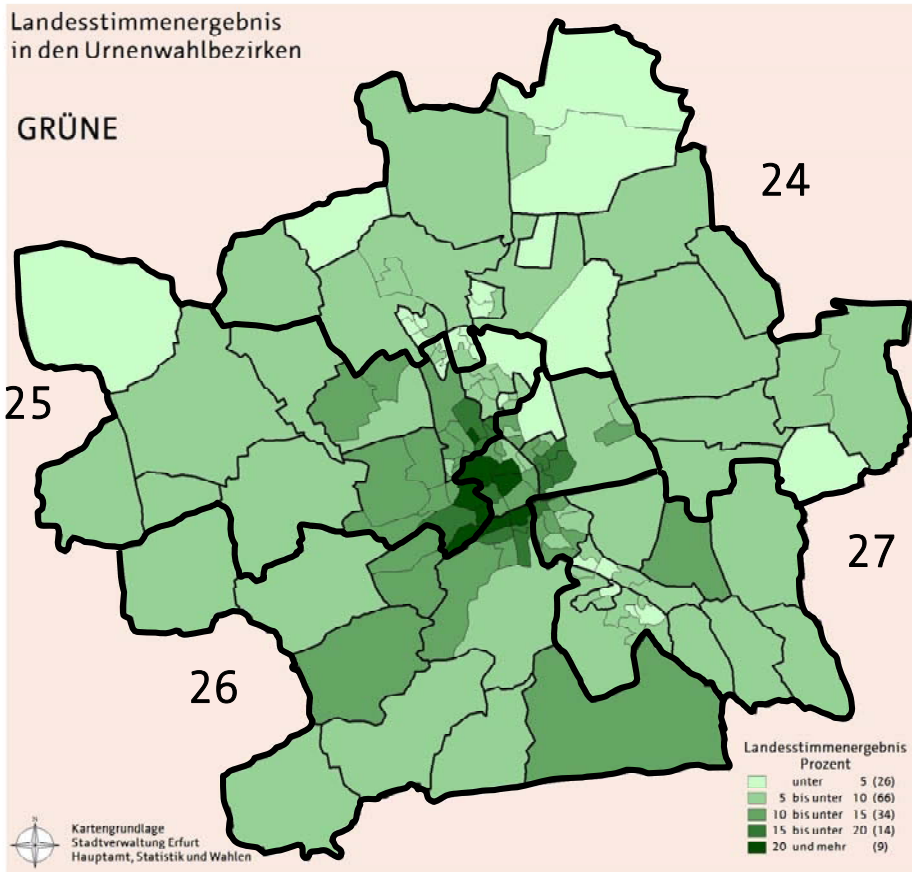 Landesstimmenergebnis
in den Urnenwahlbezirken
GRÜNE
24
25
27
26
Landesstimmenergebnis
Prozent
unter 5 (26)
5 bis unter 10 (66)
10 bis unter 15 (34)
15 bis unter 20 (14)
20 und mehr (9)
N
Kartengrundlage
Stadtverwaltung Erfurt
Hauptamt, Statistik und Wahlen